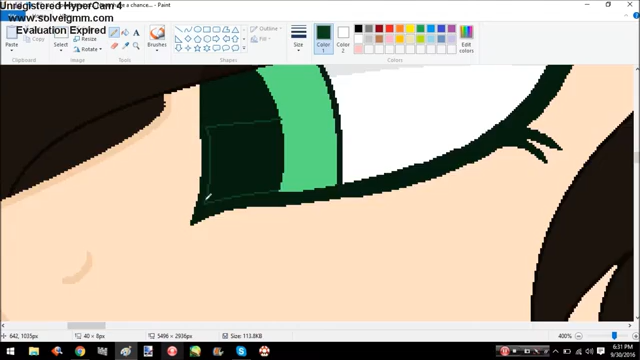 Unregistered HyperCam 4
www.solveigmm.com
Evaluation Expired
a chance... - Paint
Paste
Copy
Clipboard
Select
Resize
Rotate
Image
Tools
Brushes
Outline
Fill
Shapes
Size
Color
1
Color
2
Colors
Edit
colors
642, 1035px
40 × 8px
5496 × 2936px
Size: 113.8KB
400%
6:31 PM
9/30/2016